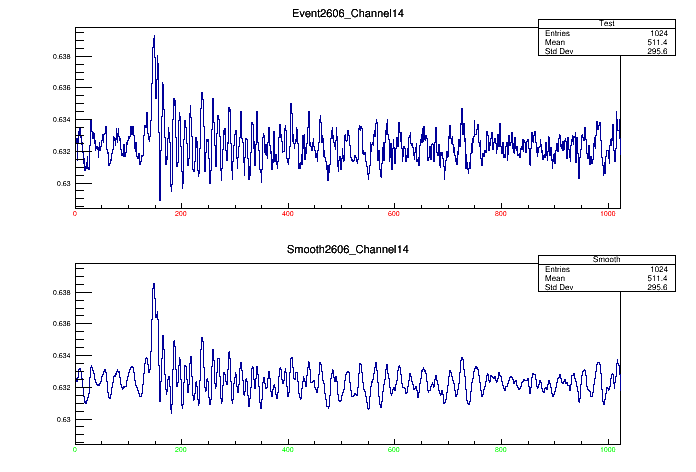 Event2606_Channel14
Test
Entries 1024
Mean 511.4
Std Dev 295.6
0.638
0.636
0.634
0.632
0.63
0 200 400 600 800 1000
Smooth2606_Channel14
Smooth
Entries 1024
Mean 511.4
Std Dev 295.6
0.638
0.636
0.634
0.632
0.63
0 200 400 600 800 1000